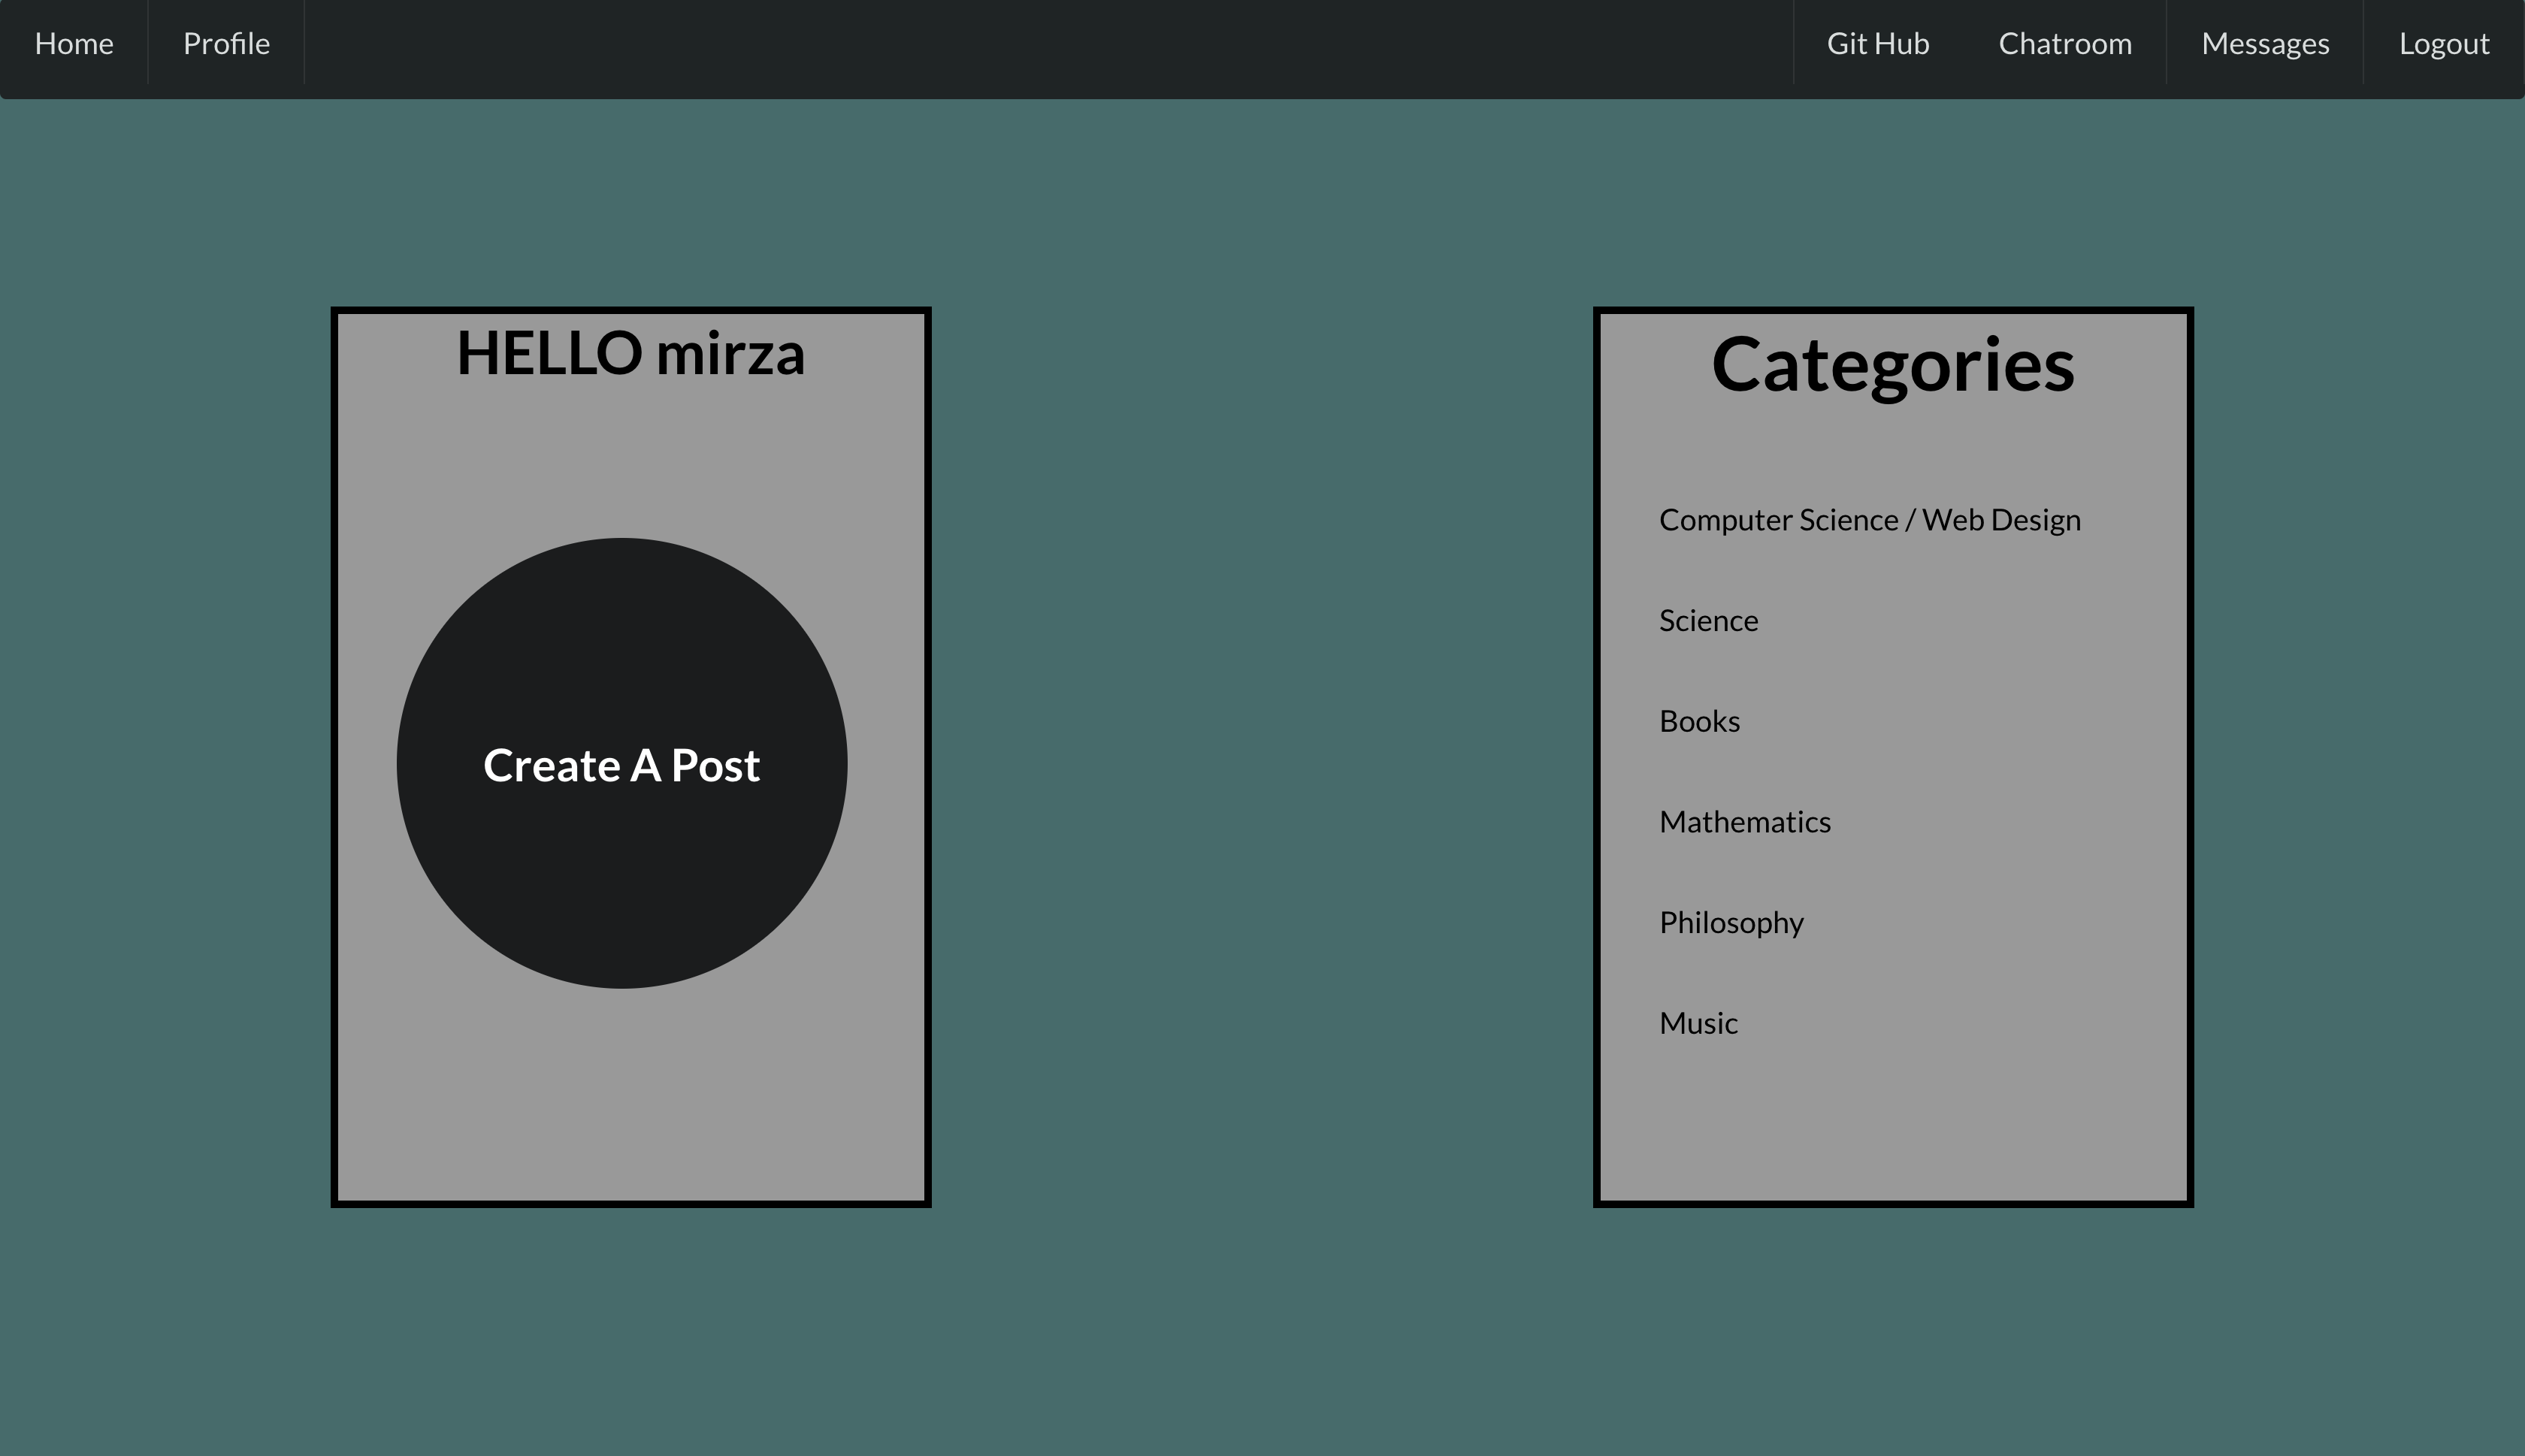 Home Profile Git Hub Chatroom Messages Logout
HELLO mirza
Create A Post
Categories
Computer Science / Web Design
Science
Books
Mathematics
Philosophy
Music